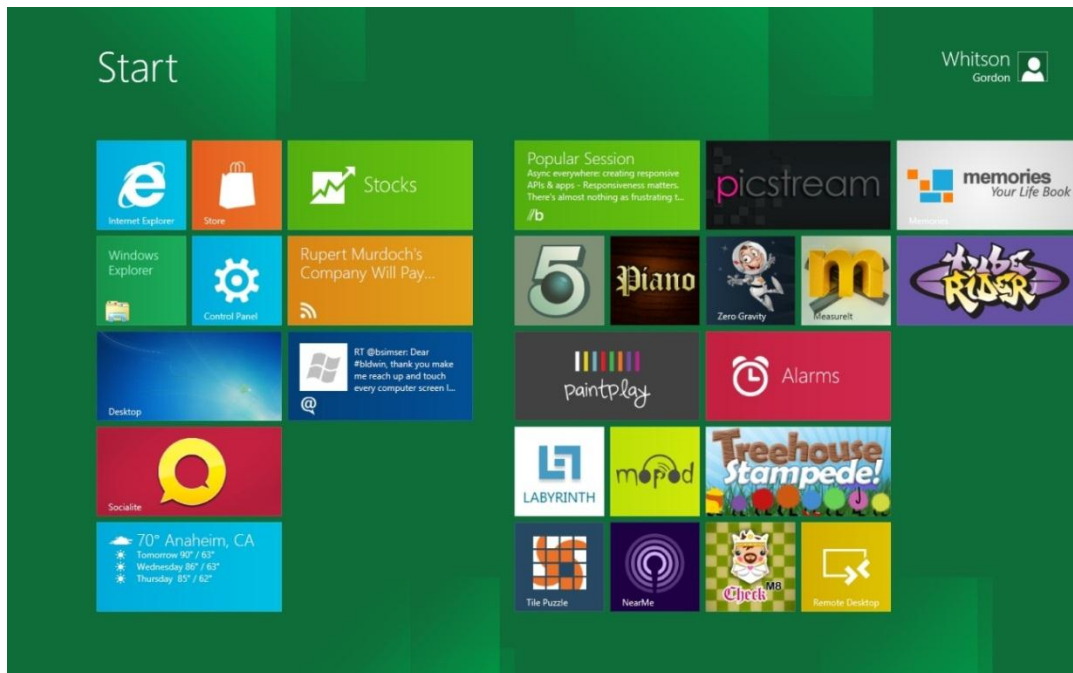 Start
Whitson
Gordon
Internet Explorer
Store
Stocks
Windows
Explorer
Control Panel
Rupert Murdoch's
Company Will Pay...
Desktop
RT @bsimser: Dear
#bldwin, thank you make
me reach up and touch
every computer screen I...
@
Socialite
70° Anaheim, CA
Tomorrow 90° / 63°
Wednesday 86° / 63°
Thursday 85° / 62°
Popular Session
Async everywhere: creating responsive
APIs & apps - Responsiveness matters.
There's almost nothing as frustrating t...
//b
picstream
memories
Your Life Book
Memories
5
Piano
Zero Gravity
m
MeasureIt
tube
RiDER
paintplay
Alarms
LABYRINTH
mopod
Treehouse
Stampede!
Tile Puzzle
NearMe
Check M8
Remote Desktop